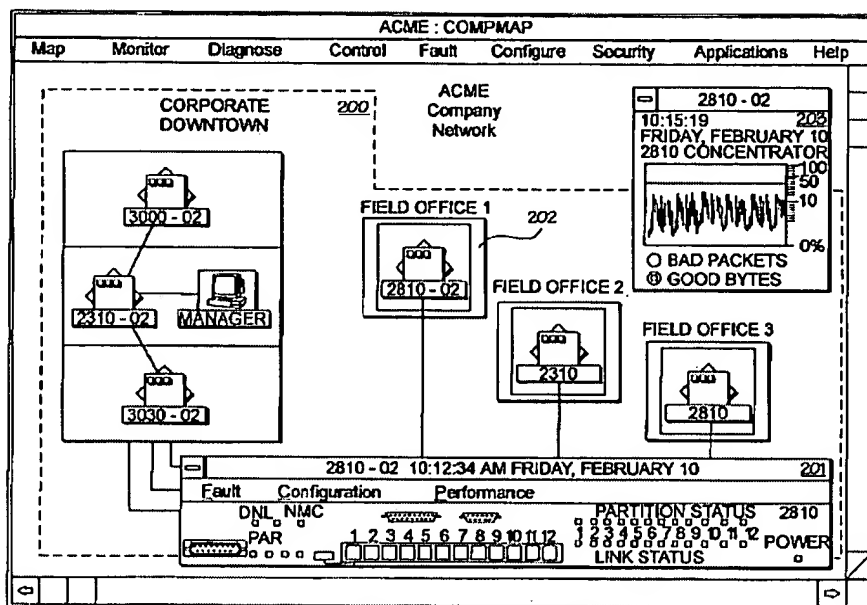 ACME : COMPMAP
Map Monitor Diagnose Control Fault Configure Security Applications Help
CORPORATE
DOWNTOWN
200
ACME
Company
Network
3000 - 02
2310 - 02
MANAGER
3030 - 02
FIELD OFFICE 1
202
2810 - 02
FIELD OFFICE 2
2310
FIELD OFFICE 3
2810
2810 - 02
10:15:19 203
FRIDAY, FEBRUARY 10
2810 CONCENTRATOR
100
50
10
0%
BAD PACKETS
GOOD BYTES
2810 - 02 10:12:34 AM FRIDAY, FEBRUARY 10 201
Fault Configuration Performance
DNL NMC PARTITION STATUS 2810
PAR 1 2 3 4 5 6 7 8 9 10 11 12 1 2 3 4 5 6 7 8 9 10 11 12 POWER
LINK STATUS